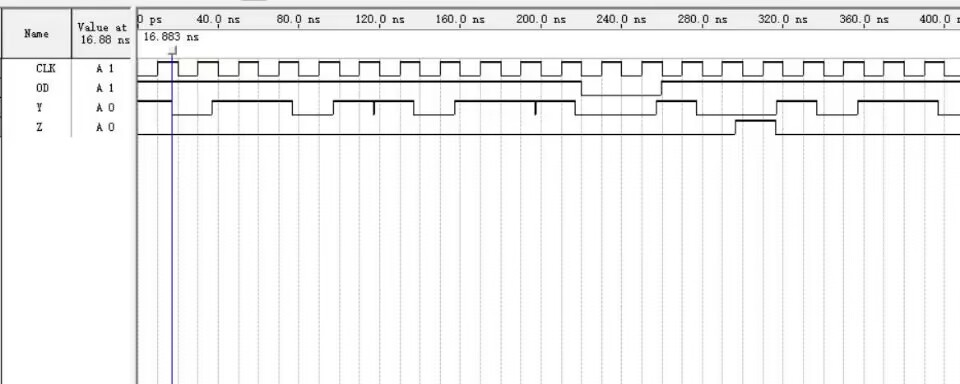 Name
Value at
16.88 ns
0 ps
40.0 ns
80.0 ns
120.0 ns
160.0 ns
200.0 ns
240.0 ns
280.0 ns
320.0 ns
360.0 ns
400.0 n
16.883 ns
CLK
A 1
OD
A 1
Y
A 0
Z
A 0